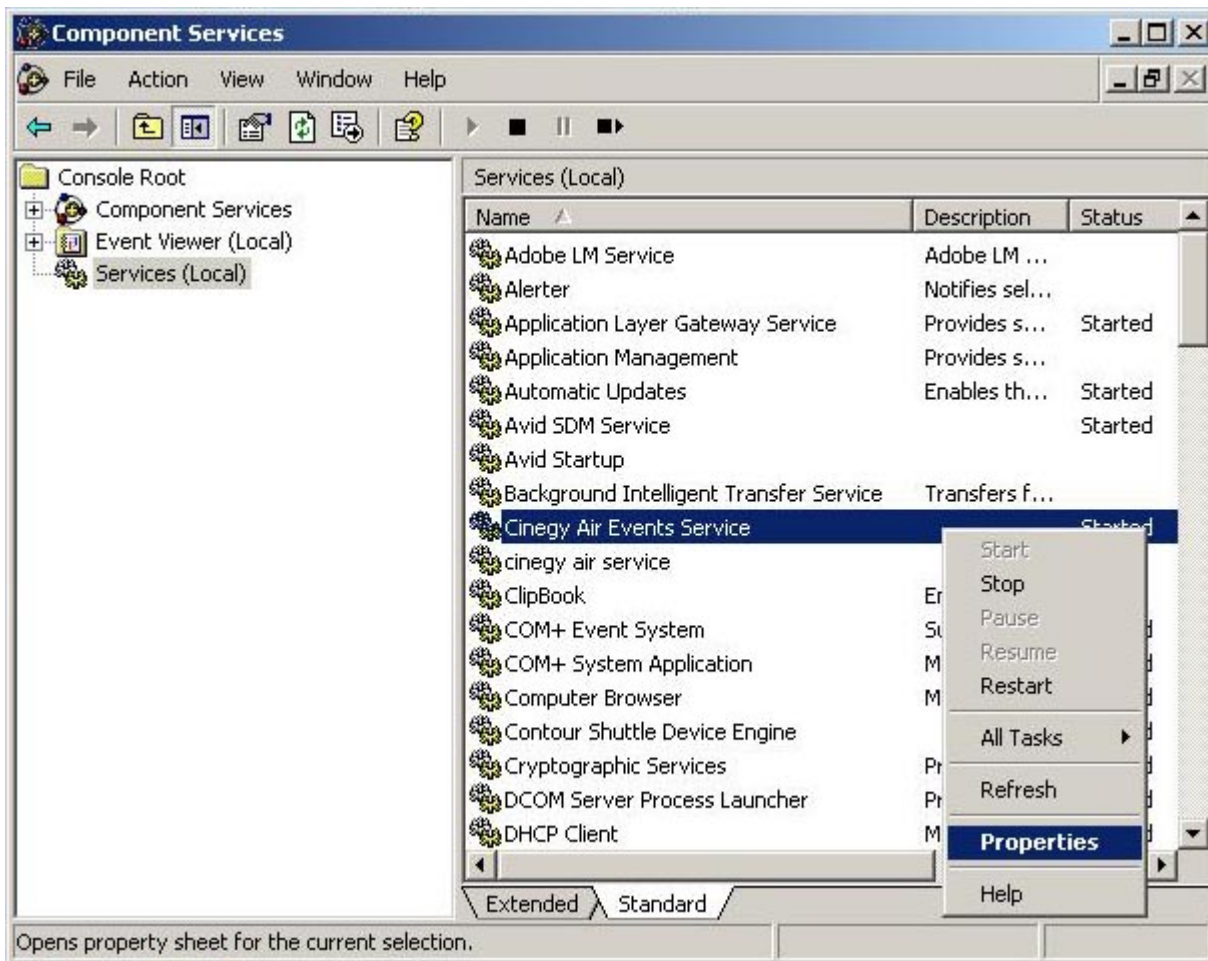 Component Services
File Action View Window Help
Console Root
Component Services
Event Viewer (Local)
Services (Local)
Services (Local)
Name Description Status
Adobe LM Service Adobe LM ...
Alerter Notifies sel...
Application Layer Gateway Service Provides s... Started
Application Management Provides s...
Automatic Updates Enables th... Started
Avid SDM Service Started
Avid Startup
Background Intelligent Transfer Service Transfers f...
Cinegy Air Events Service Started
cinegy air service
ClipBook
COM+ Event System
COM+ System Application
Computer Browser
Contour Shuttle Device Engine
Cryptographic Services
DCOM Server Process Launcher
DHCP Client
Start
Stop
Pause
Resume
Restart
All Tasks
Refresh
Properties
Help
Extended Standard
Opens property sheet for the current selection.